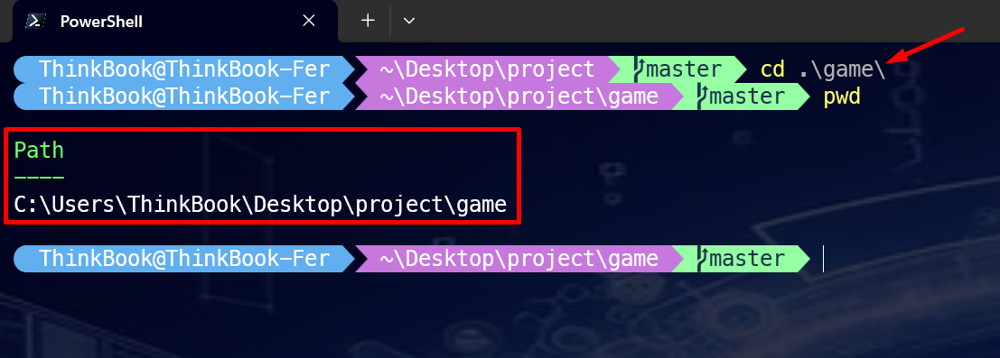 PowerShell
ThinkBook@ThinkBook-Fer ~\Desktop\project master cd .\game\
ThinkBook@ThinkBook-Fer ~\Desktop\project\game master pwd
Path
----
C:\Users\ThinkBook\Desktop\project\game
ThinkBook@ThinkBook-Fer ~\Desktop\project\game master